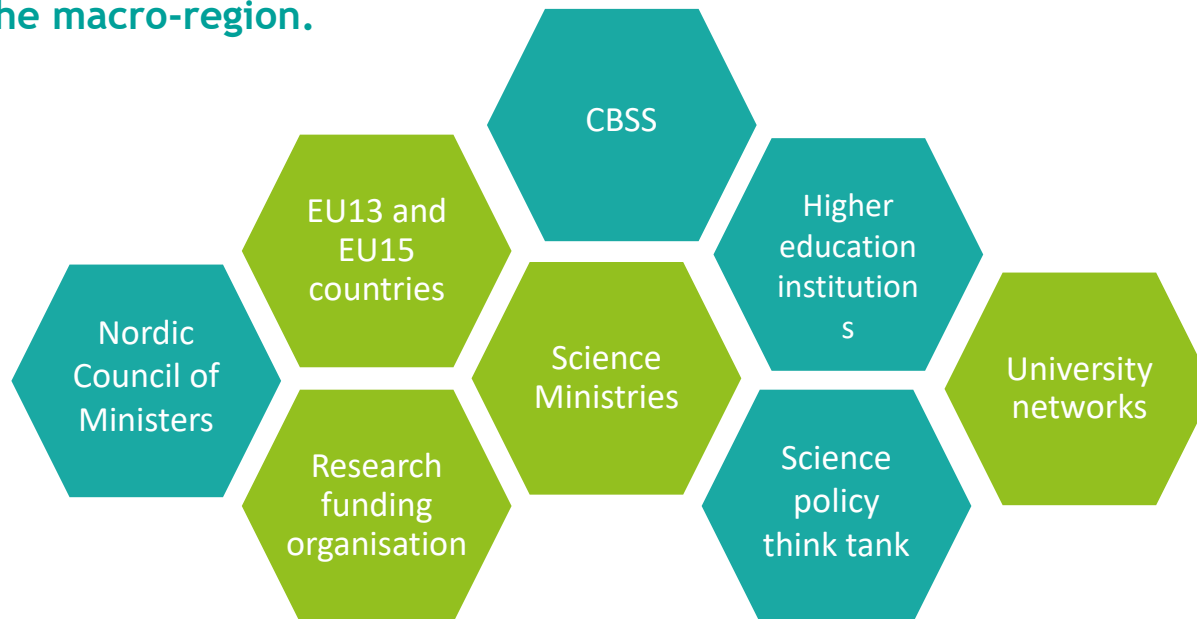 he macro-region.
CBSS
EU13 and
EU15
countries
Higher
education
institution
s
Nordic
Council of
Ministers
Science
Ministries
University
networks
Research
funding
organisation
Science
policy
think tank